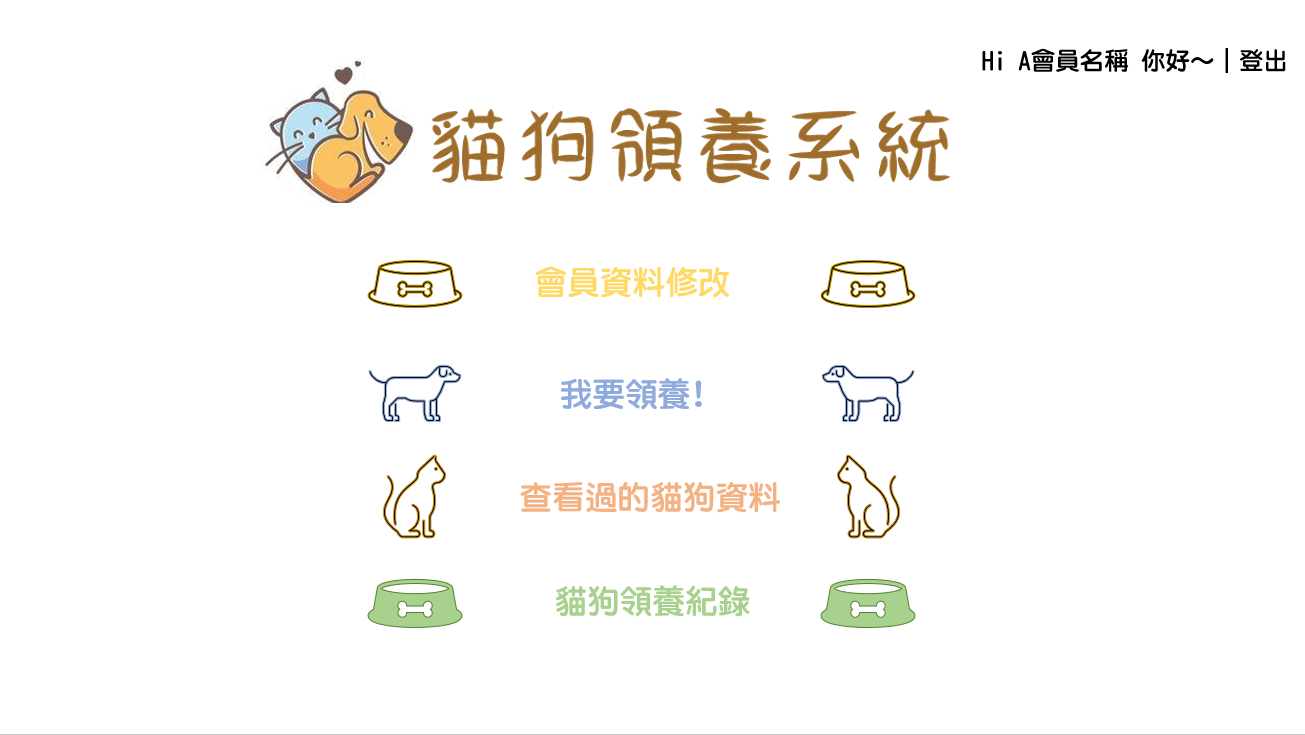 Hi A會員名稱 你好～｜登出
貓狗領養系統
會員資料修改
我要領養!
查看過的貓狗資料
貓狗領養紀錄